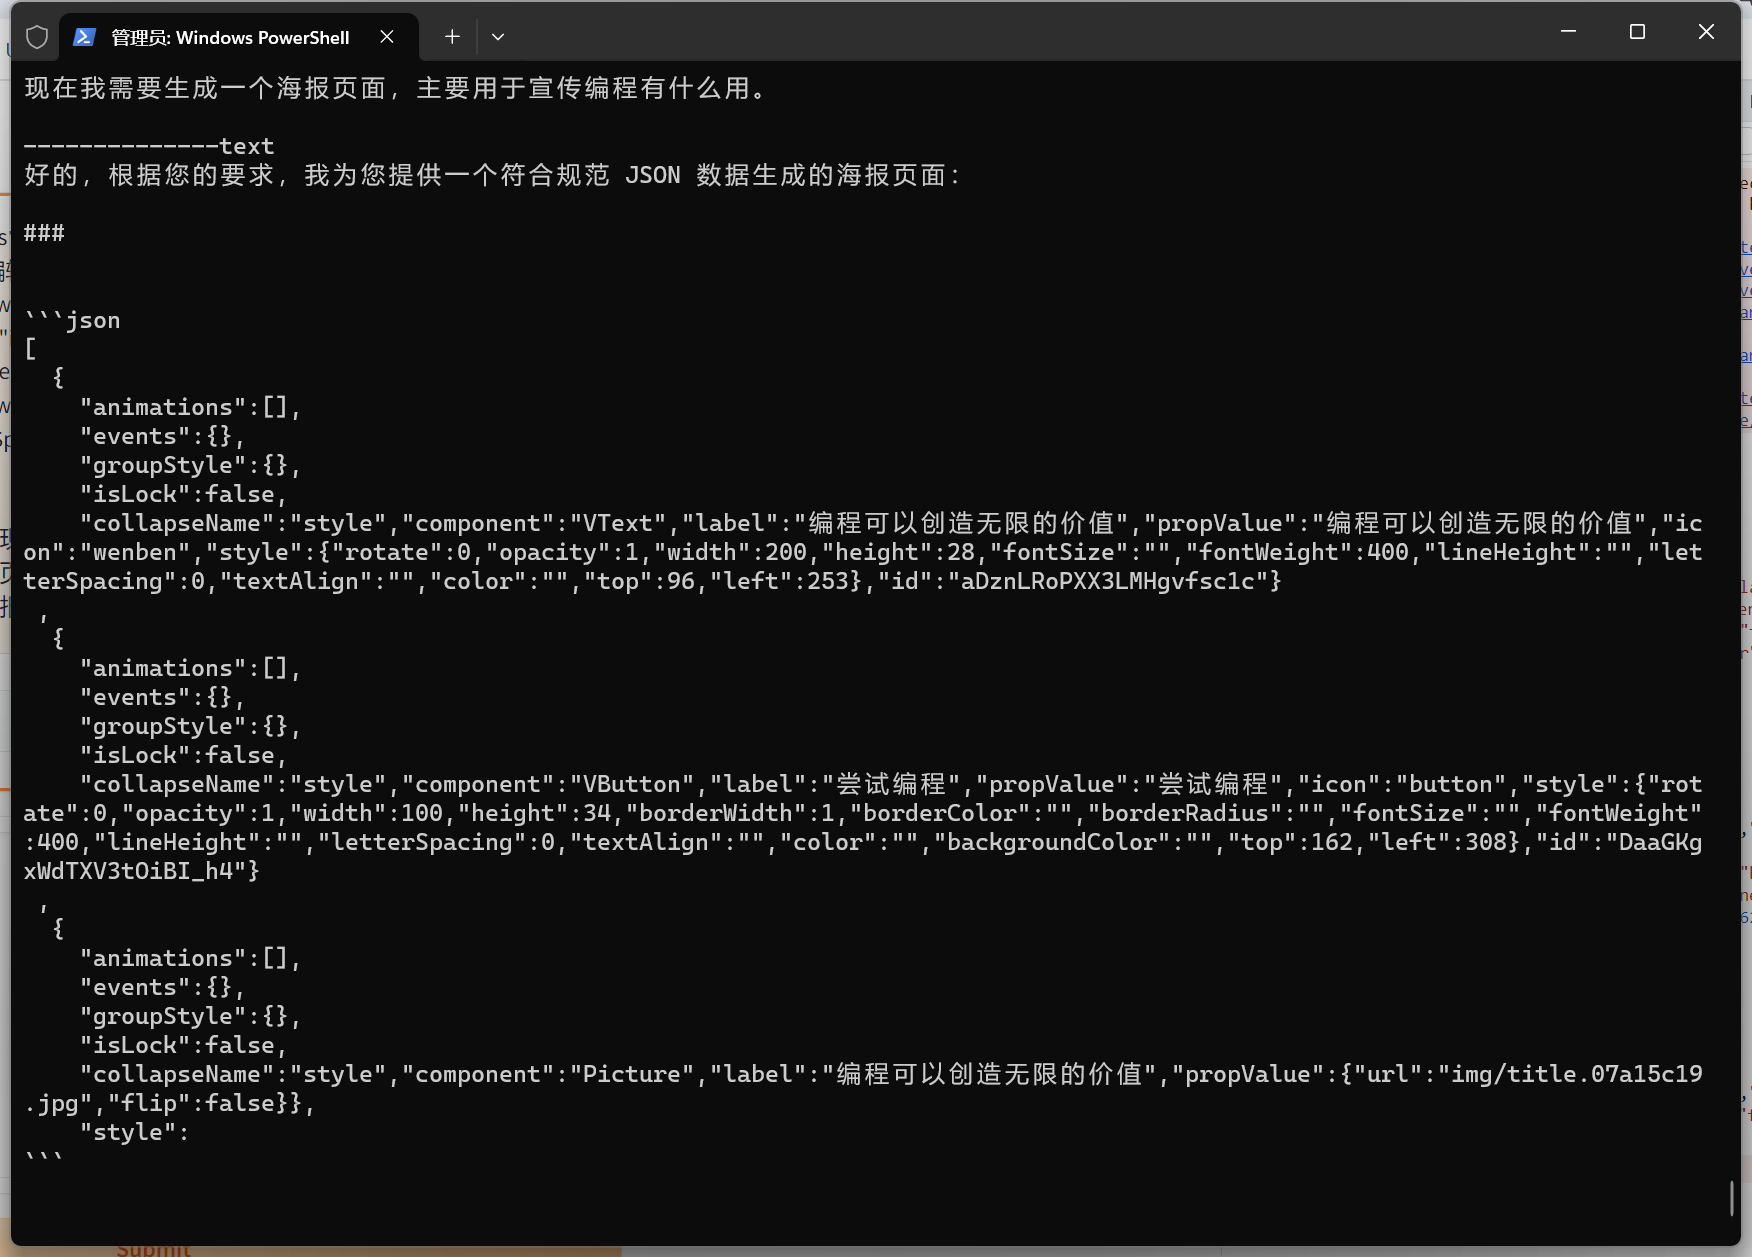 管理员: Windows PowerShell
现在我需要生成一个海报页面，主要用于宣传编程有什么用。
--------------text
好的，根据您的要求，我为您提供一个符合规范 JSON 数据生成的海报页面：
###
```json
[
{
"animations":[],
"events":{},
"groupStyle":{},
"isLock":false,
"collapseName":"style","component":"VText","label":"编程可以创造无限的价值","propValue":"编程可以创造无限的价值","ic
on":"wenben","style":{"rotate":0,"opacity":1,"width":200,"height":28,"fontSize":"","fontWeight":400,"lineHeight":"","let
terSpacing":0,"textAlign":"","color":"","top":96,"left":253},"id":"aDznLRoPXX3LMHgvfsc1c"}
,
{
"animations":[],
"events":{},
"groupStyle":{},
"isLock":false,
"collapseName":"style","component":"VButton","label":"尝试编程","propValue":"尝试编程","icon":"button","style":{"rot
ate":0,"opacity":1,"width":100,"height":34,"borderWidth":1,"borderColor":"","borderRadius":"","fontSize":"","fontWeight"
:400,"lineHeight":"","letterSpacing":0,"textAlign":"","color":"","backgroundColor":"","top":162,"left":308},"id":"DaaGKg
xWdTXV3tOiBI_h4"}
,
{
"animations":[],
"events":{},
"groupStyle":{},
"isLock":false,
"collapseName":"style","component":"Picture","label":"编程可以创造无限的价值","propValue":{"url":"img/title.07a15c19
.jpg","flip":false}},
"style":
```
Submit